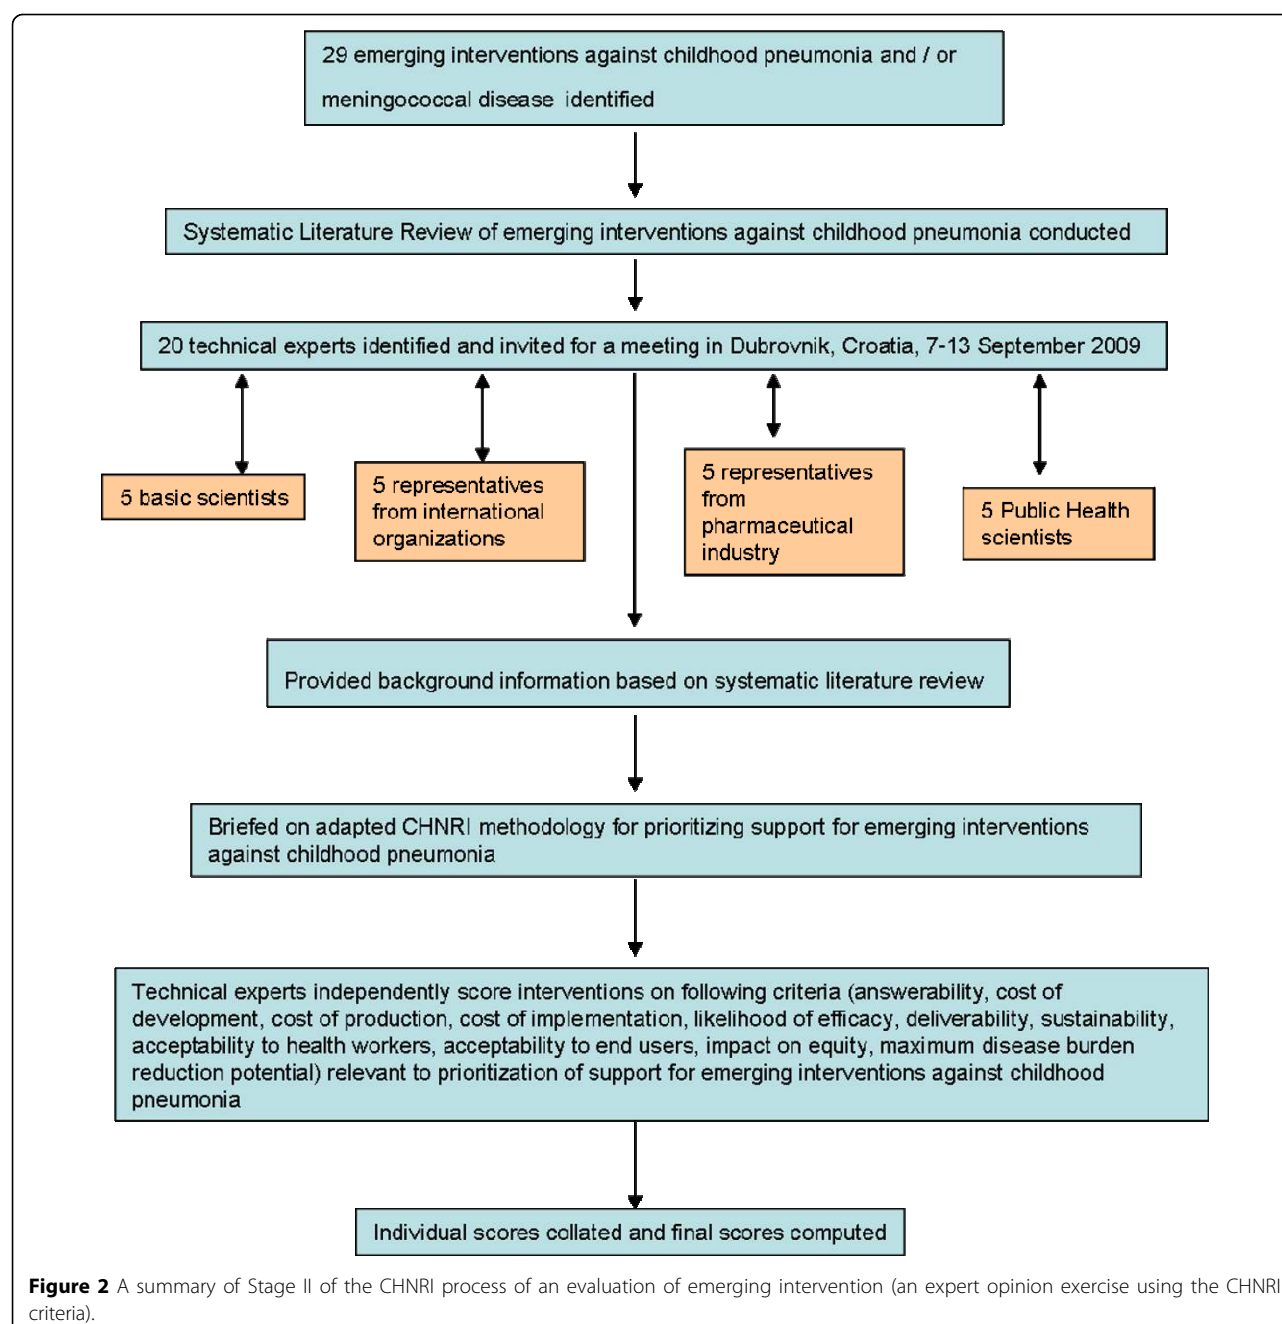 29 emerging interventions against childhood pneumonia and / or
meningococcal disease identified
Systematic Literature Review of emerging interventions against childhood pneumonia conducted
20 technical experts identified and invited for a meeting in Dubrovnik, Croatia, 7-13 September 2009
5 basic scientists
5 representatives
from international
organizations
5 representatives
from
pharmaceutical
industry
5 Public Health
scientists
Provided background information based on systematic literature review
Briefed on adapted CHNRI methodology for prioritizing support for emerging interventions
against childhood pneumonia
Technical experts independently score interventions on following criteria (answerability, cost of
development, cost of production, cost of implementation, likelihood of efficacy, deliverability, sustainability,
acceptability to health workers, acceptability to end users, impact on equity, maximum disease burden
reduction potential) relevant to prioritization of support for emerging interventions against childhood
pneumonia
Individual scores collated and final scores computed
Figure 2 A summary of Stage II of the CHNRI process of an evaluation of emerging intervention (an expert opinion exercise using the CHNRI
criteria).